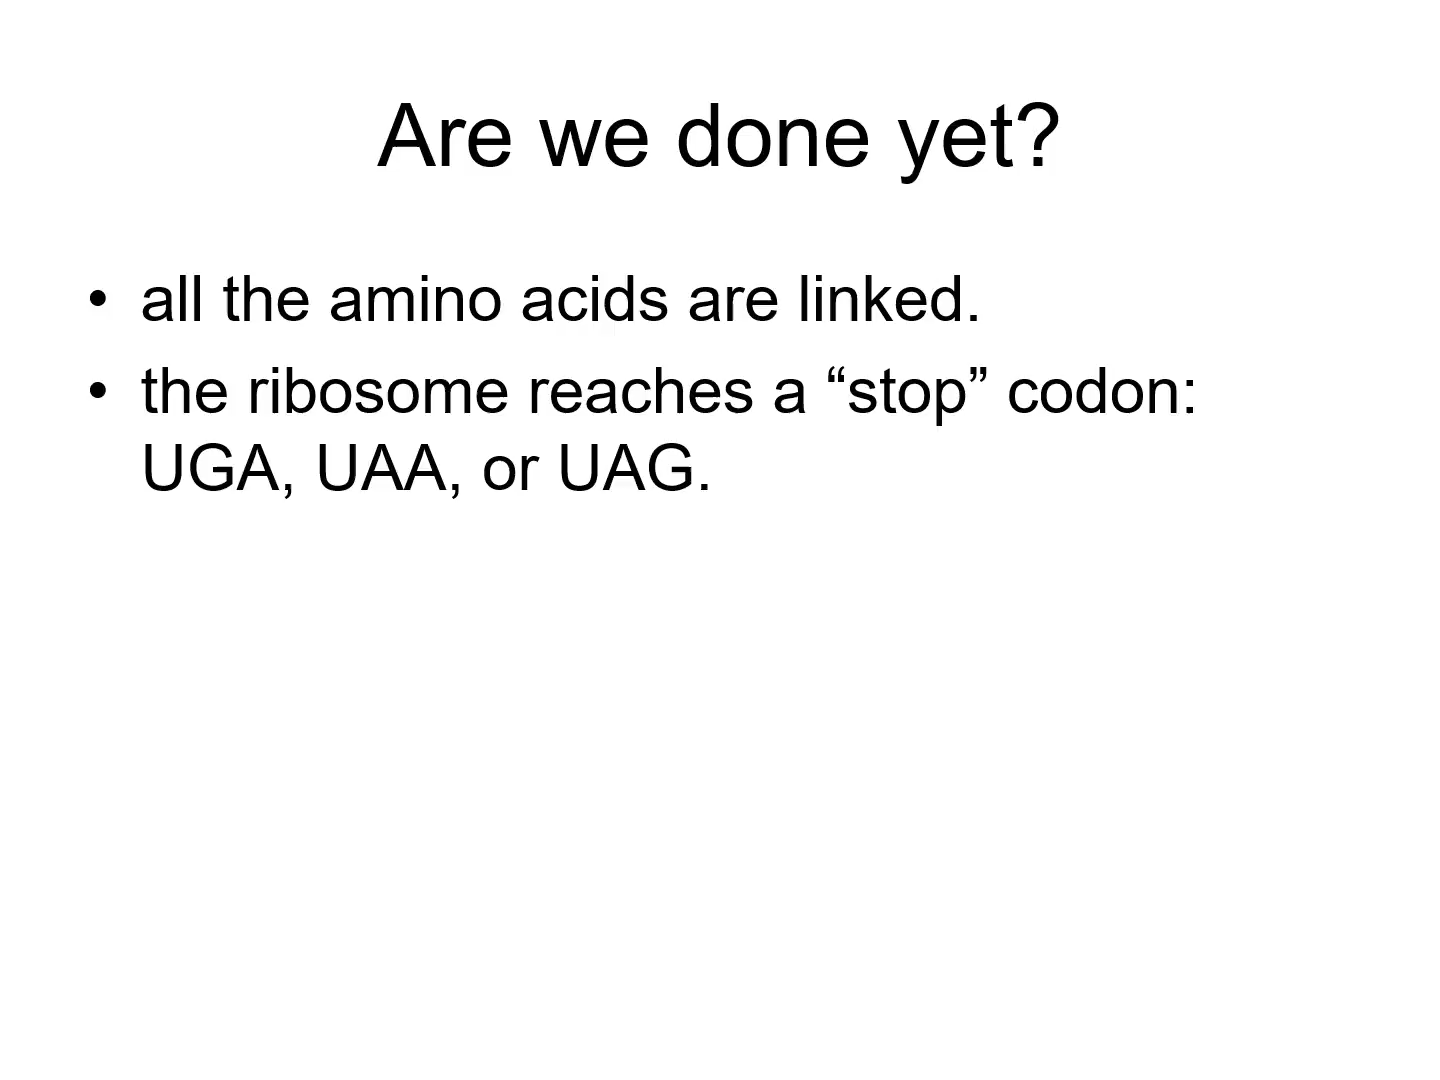 Are we done yet?
• all the amino acids are linked.
• the ribosome reaches a “stop” codon:
UGA, UAA, or UAG.